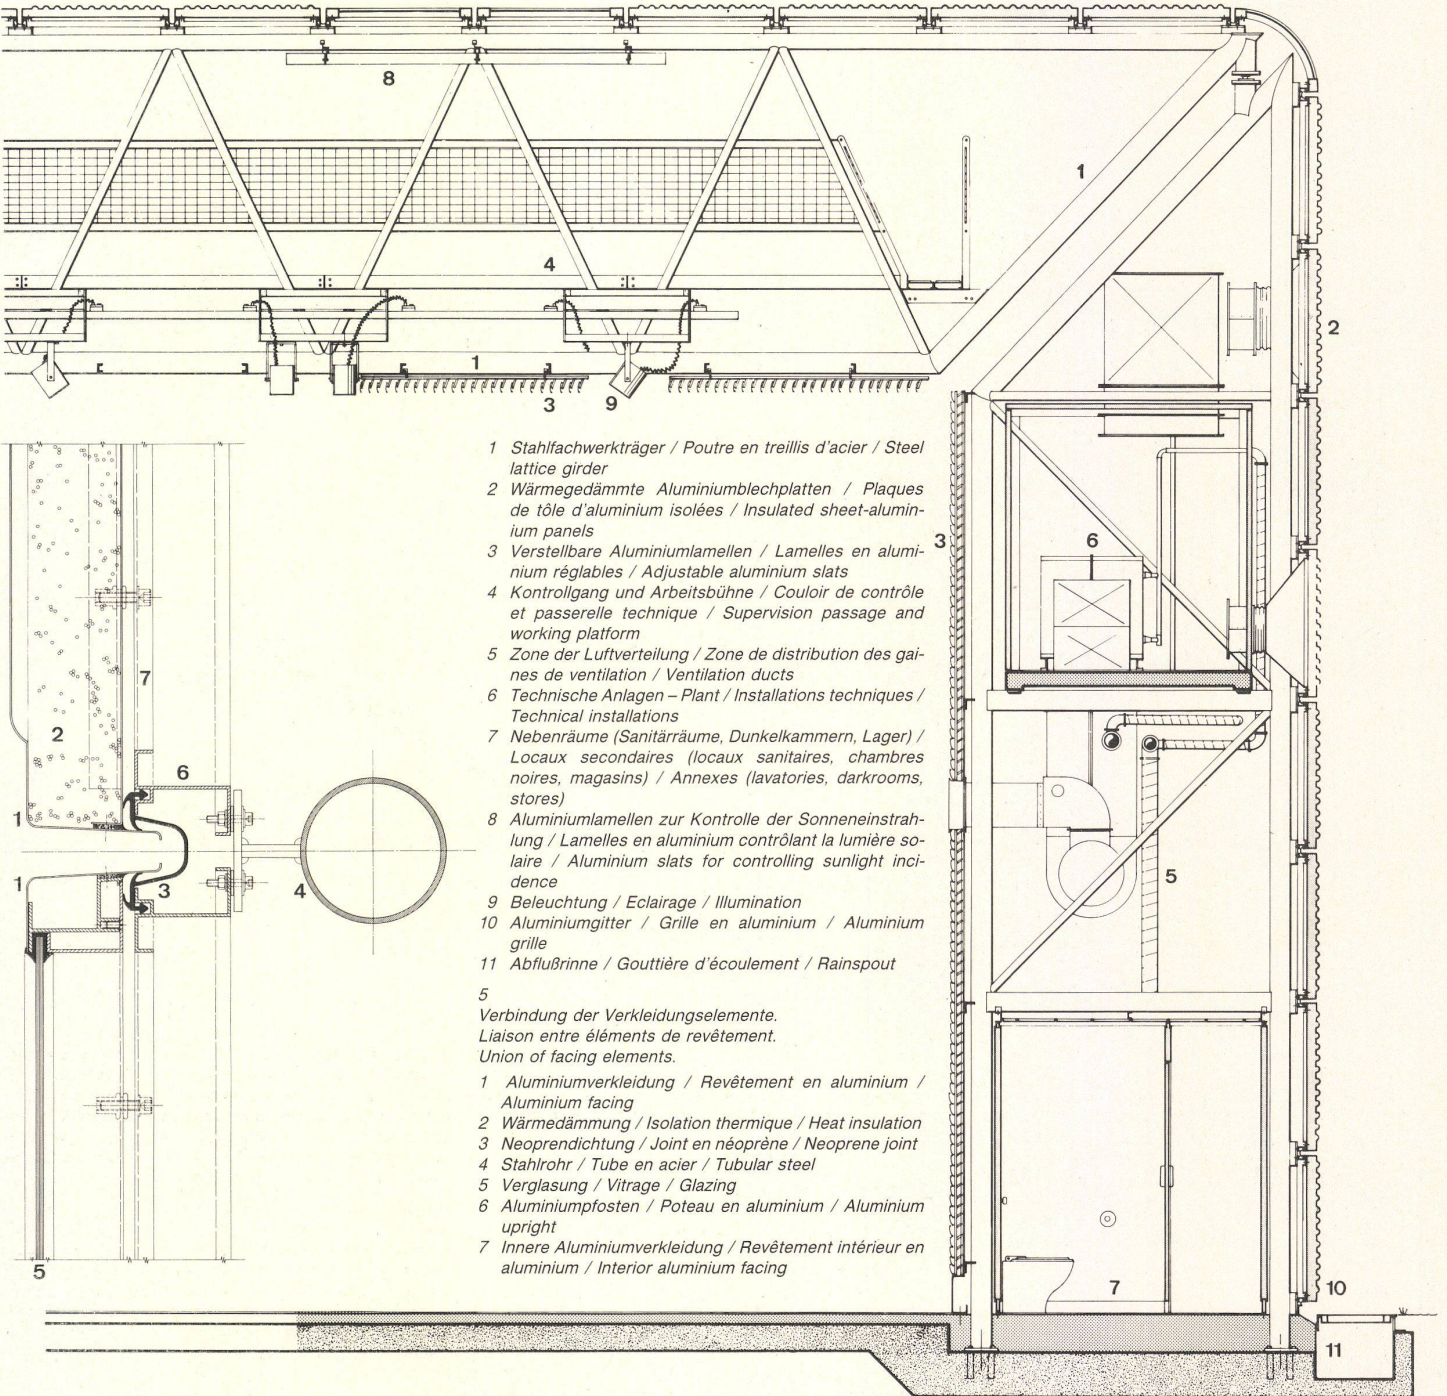 8
1
4
2
1
3
9
1 Stahlfachwerkträger / Poutre en treillis d'acier / Steel
lattice girder
2 Wärmegedämmte Aluminiumblechplatten / Plaques
de tôle d'aluminium isolées / Insulated sheet-alumin-
ium panels
3 Verstellbare Aluminiumlamellen / Lamelles en alumi-
nium réglables / Adjustable aluminium slats
4 Kontrollgang und Arbeitsbühne / Couloir de contrôle
et passerelle technique / Supervision passage and
working platform
5 Zone der Luftverteilung / Zone de distribution des gai-
nes de ventilation / Ventilation ducts
6 Technische Anlagen – Plant / Installations techniques /
Technical installations
7 Nebenräume (Sanitärräume, Dunkelkammern, Lager) /
Locaux secondaires (locaux sanitaires, chambres
noires, magasins) / Annexes (lavatories, darkrooms,
stores)
8 Aluminiumlamellen zur Kontrolle der Sonneneinstrah-
lung / Lamelles en aluminium contrôlant la lumière so-
laire / Aluminium slats for controlling sunlight inci-
dence
9 Beleuchtung / Eclairage / Illumination
10 Aluminiumgitter / Grille en aluminium / Aluminium
grille
11 Abflußrinne / Gouttière d'écoulement / Rainspout
5
Verbindung der Verkleidungselemente.
Liaison entre éléments de revêtement.
Union of facing elements.
1 Aluminiumverkleidung / Revêtement en aluminium /
Aluminium facing
2 Wärmedämmung / Isolation thermique / Heat insulation
3 Neoprendichtung / Joint en néoprène / Neoprene joint
4 Stahlrohr / Tube en acier / Tubular steel
5 Verglasung / Vitrage / Glazing
6 Aluminiumpfosten / Poteau en aluminium / Aluminium
upright
7 Innere Aluminiumverkleidung / Revêtement intérieur en
aluminium / Interior aluminium facing
7
2
6
1
1
3
4
5
3
6
5
7
10
11